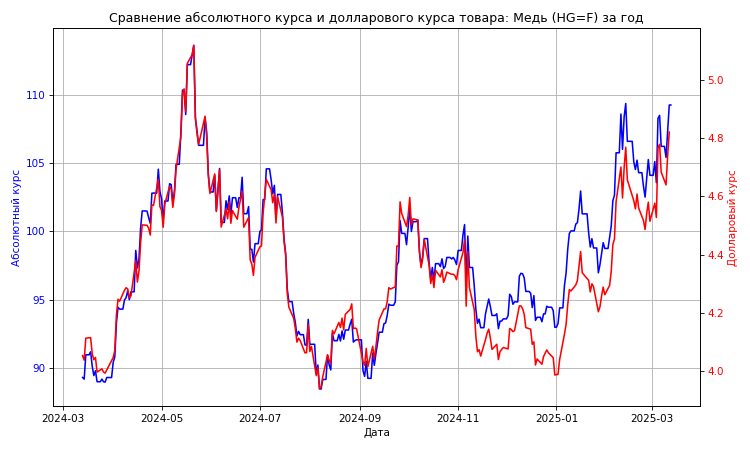 Сравнение абсолютного курса и долларового курса товара: Медь (HG=F) за год
Абсолютный курс
110
105
100
95
90
5.0
4.8
4.6
4.4
4.2
4.0
Долларовый курс
2024-03 2024-05 2024-07 2024-09 2024-11 2025-01 2025-03
Дата